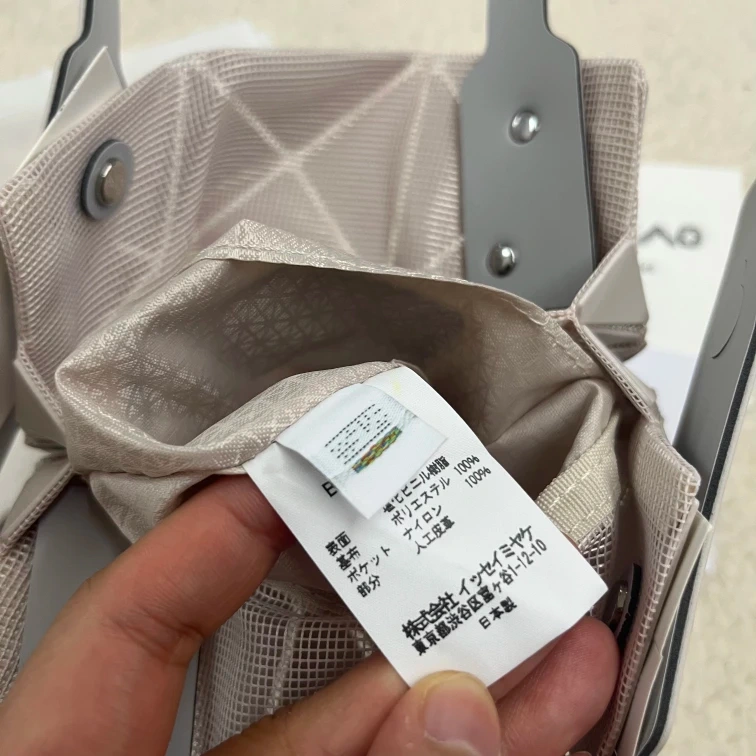 B
塩化ビニル樹脂 100%
ポリエステル 100%
ナイロン
人工皮革
表面
基布
ポケット
部分
株式会社 イッセイミヤケ
東京都渋谷区富ヶ谷1-12-10
日本製
AO